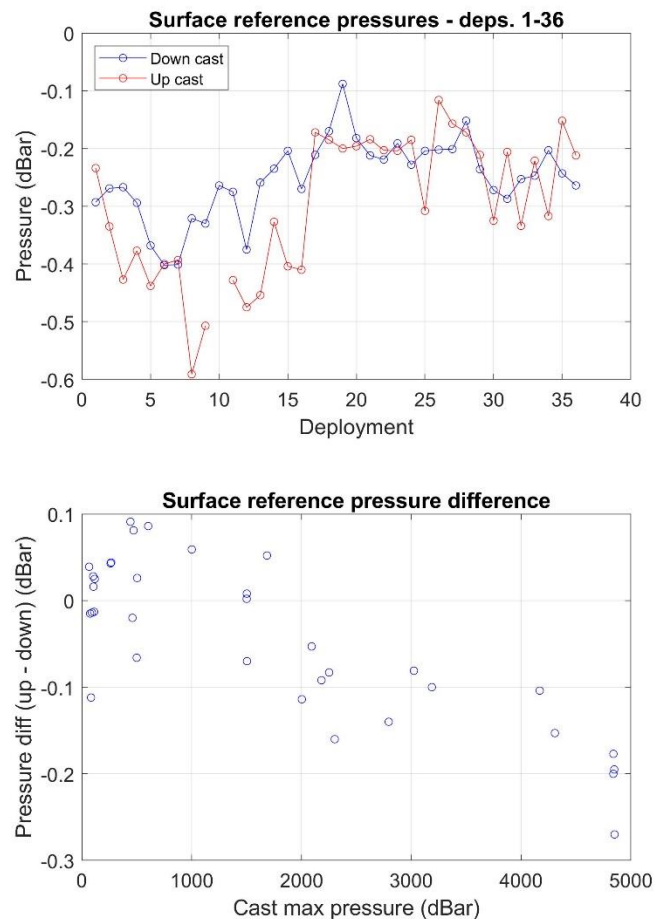 Surface reference pressures - deps. 1-36
Pressure (dBar)
0
-0.1
-0.2
-0.3
-0.4
-0.5
-0.6
Down cast
Up cast
0 5 10 15 20 25 30 35 40
Deployment
Surface reference pressure difference
Pressure diff (up - down) (dBar)
0.1
0
-0.1
-0.2
-0.3
0 1000 2000 3000 4000 5000
Cast max pressure (dBar)